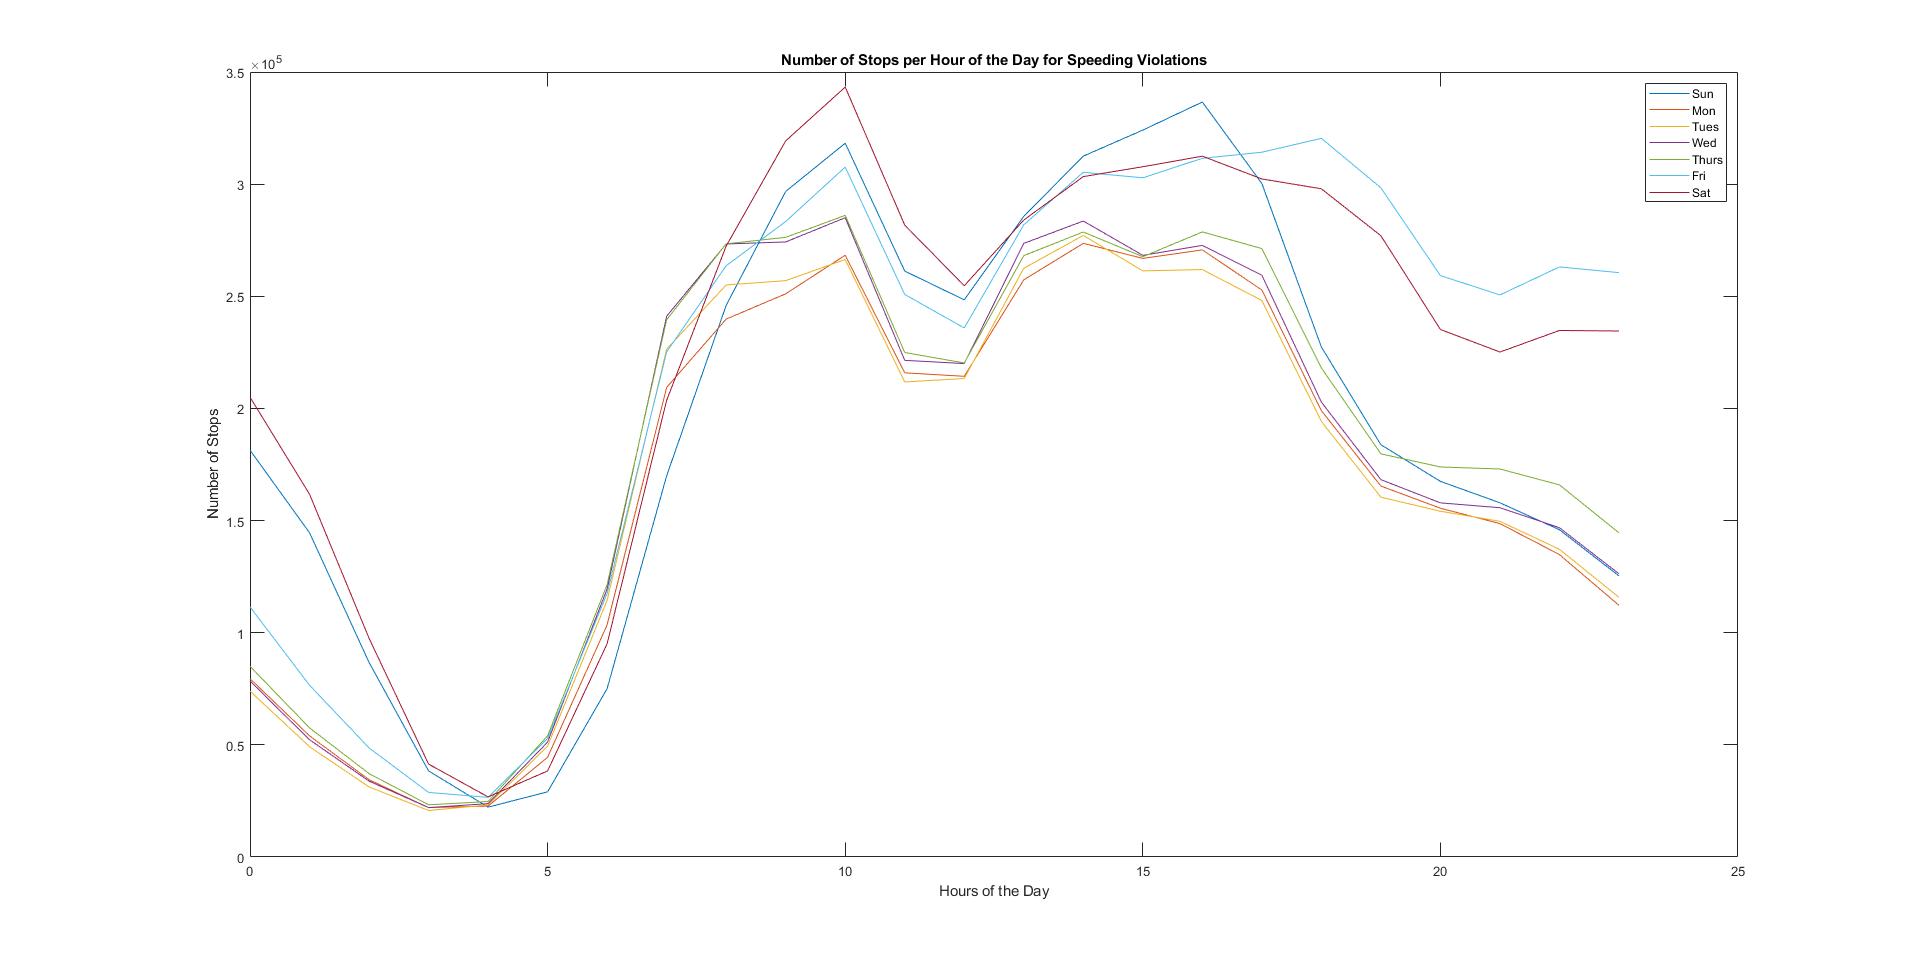 Number of Stops per Hour of the Day for Speeding Violations
×10^5
3.5
3
2.5
2
1.5
1
0.5
0
Number of Stops
0 5 10 15 20 25
Hours of the Day
Sun
Mon
Tues
Wed
Thurs
Fri
Sat